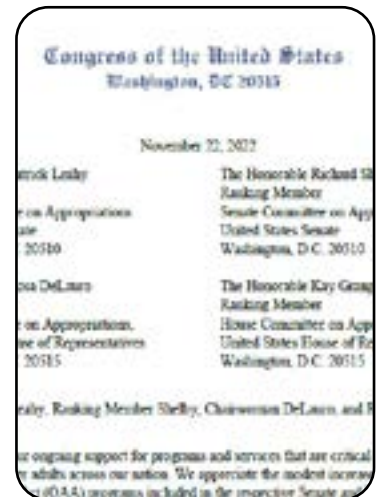 Congress of the United States
Washington, DC 20515
November 22, 2022
trick Leahy The Honorable Richard Sh
Ranking Member
e on Appropriations Senate Committee on App
ate United States Senate
20510 Washington, D.C. 20510
osa DeLauro The Honorable Kay Grang
Ranking Member
e on Appropriations, House Committee on App
se of Representatives United States House of Re
20515 Washington, D.C. 20515
eahy, Ranking Member Shelby, Chairwoman DeLauro, and R
ur ongoing support for programs and services that are critical
r adults across our nation. We appreciate the modest increase
t (OAA) programs included in the respective Senate and